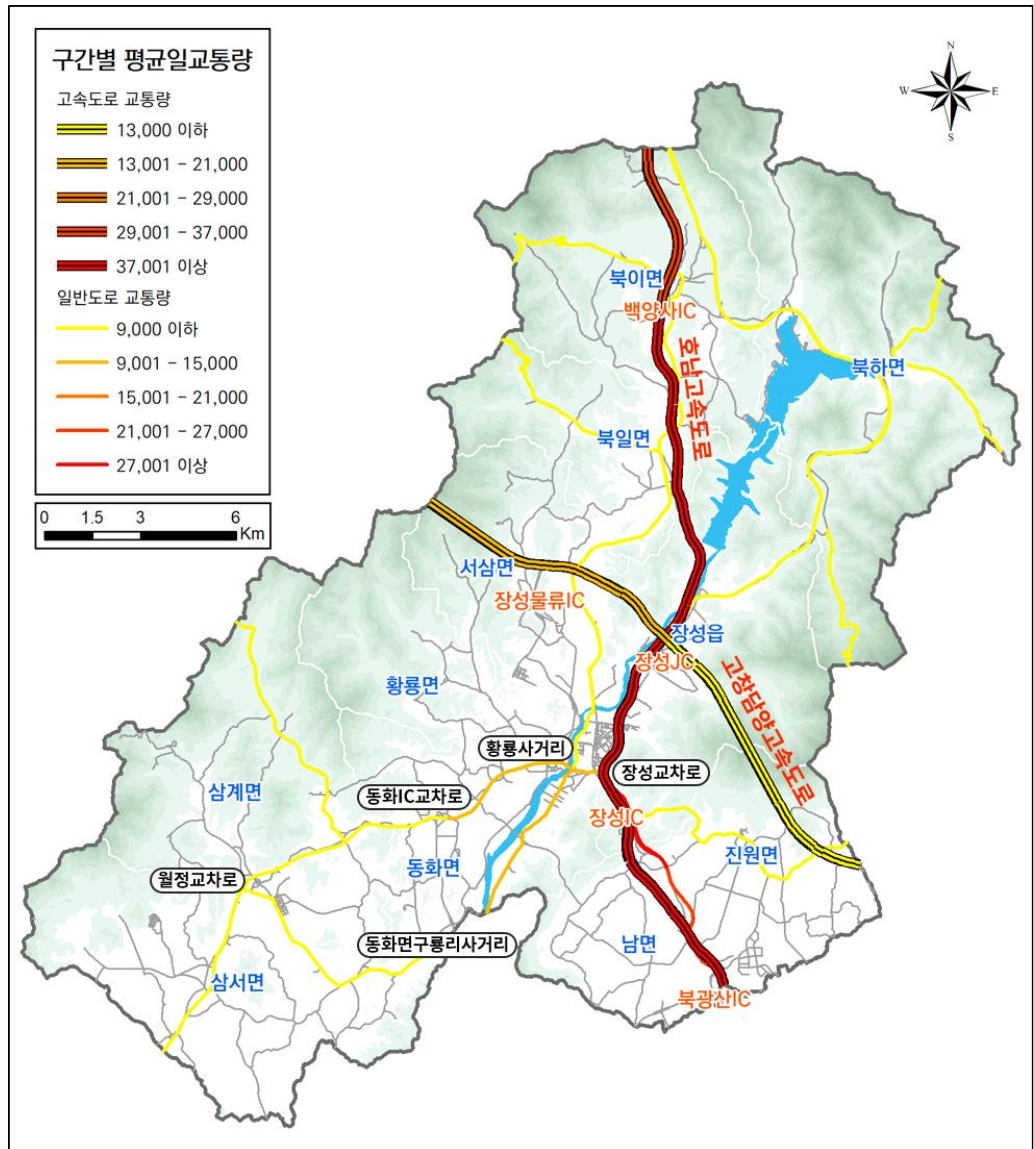 구간별 평균일교통량
고속도로 교통량
13,000 이하
13,001 - 21,000
21,001 - 29,000
29,001 - 37,000
37,001 이상
일반도로 교통량
9,000 이하
9,001 - 15,000
15,001 - 21,000
21,001 - 27,000
27,001 이상
0 1.5 3 6
Km
N
W E
S
북이면
백양사IC
호남고속도로
북하면
북일면
서삼면
장성물류IC
장성읍
장성JC
고창담양고속도로
황룡면
황룡사거리
장성교차로
동화IC교차로
삼계면
장성IC
진원면
동화면
월정교차로
동화면구룡리사거리
남면
삼서면
북광산IC